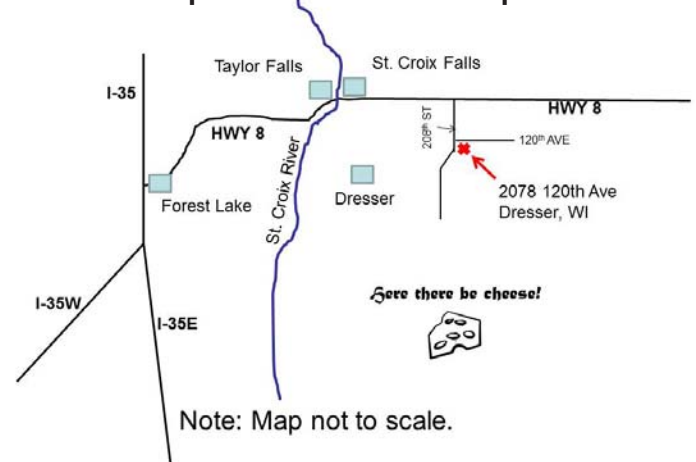 Taylor Falls
St. Croix Falls
I-35
HWY 8
208th ST
120th AVE
HWY 8
St. Croix River
Forest Lake
Dresser
2078 120th Ave
Dresser, WI
Here there be cheese!
I-35W
I-35E
Note: Map not to scale.